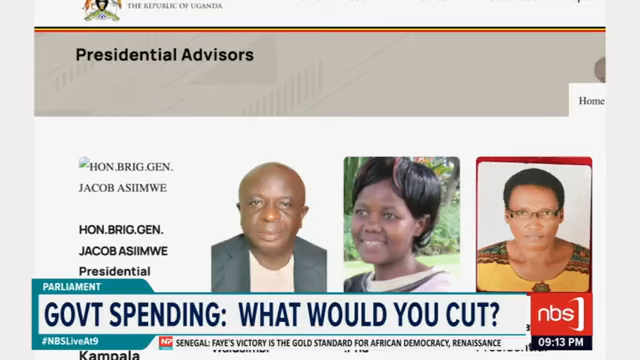 THE REPUBLIC OF UGANDA
Presidential Advisors
Home
HON.BRIG.GEN.
JACOB ASIIMWE
HON.BRIG.GEN.
JACOB ASIIMWE
Presidential
PARLIAMENT
GOVT SPENDING: WHAT WOULD YOU CUT?
nbs
#NBSLiveAt9
NP SENEGAL: FAYE'S VICTORY IS THE GOLD STANDARD FOR AFRICAN DEMOCRACY, RENAISSANCE
09:13 PM
Kampala